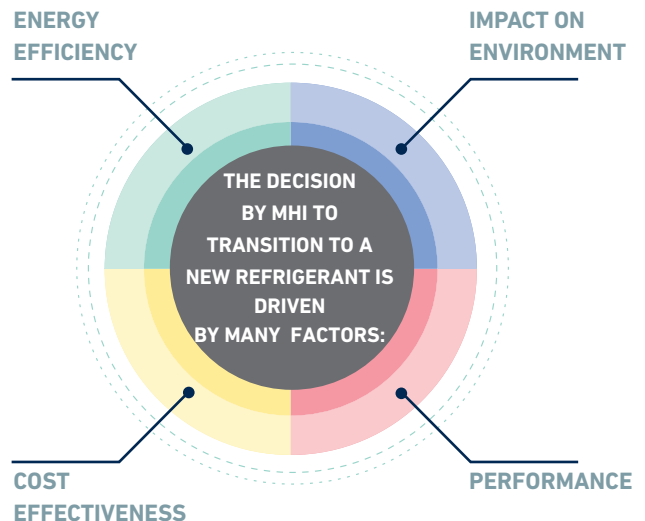 ENERGY
EFFICIENCY
IMPACT ON
ENVIRONMENT
THE DECISION
BY MHI TO
TRANSITION TO A
NEW REFRIGERANT IS
DRIVEN
BY MANY FACTORS:
COST
EFFECTIVENESS
PERFORMANCE